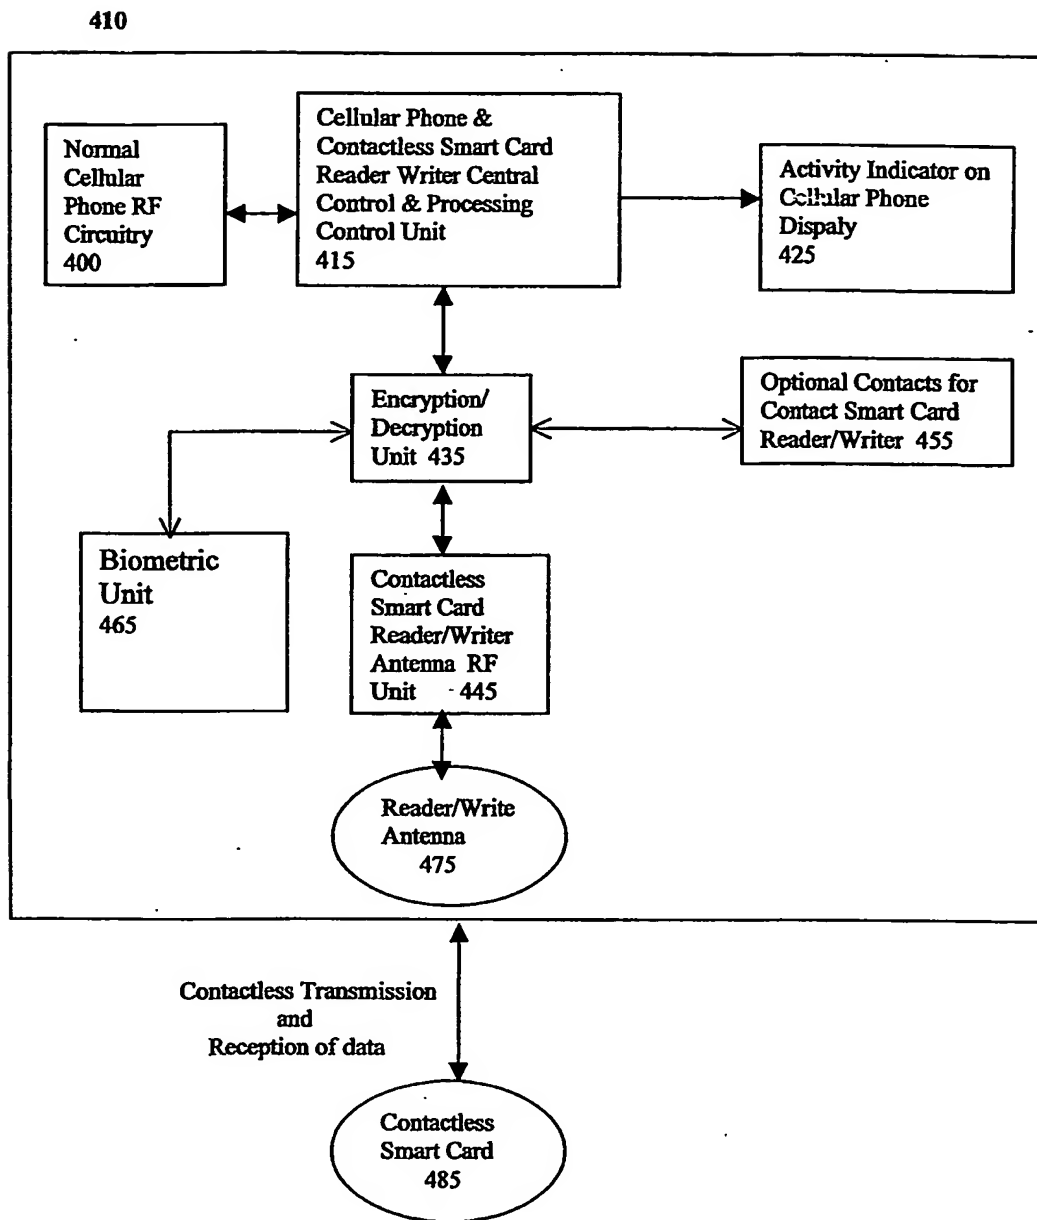 410
Normal
Cellular
Phone RF
Circuitry
400
Cellular Phone &
Contactless Smart Card
Reader Writer Central
Control & Processing
Control Unit
415
Activity Indicator on
Cellular Phone
Dispaly
425
Encryption/
Decryption
Unit 435
Optional Contacts for
Contact Smart Card
Reader/Writer 455
Biometric
Unit
465
Contactless
Smart Card
Reader/Writer
Antenna RF
Unit 445
Reader/Write
Antenna
475
Contactless Transmission
and
Reception of data
Contactless
Smart Card
485